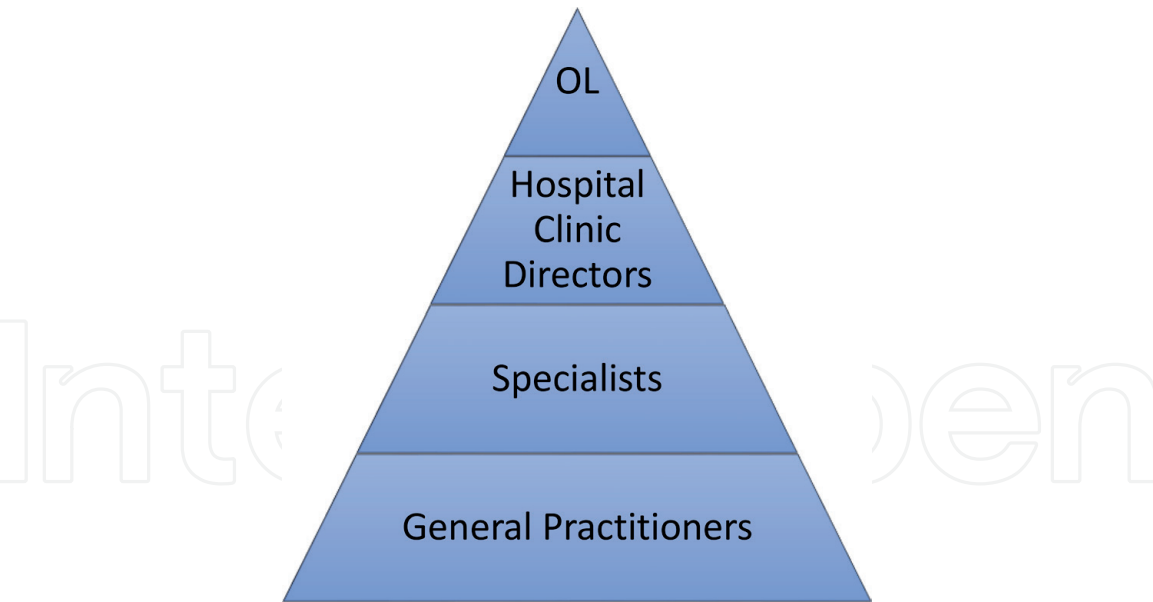 OL
Hospital
Clinic
Directors
Specialists
General Practitioners